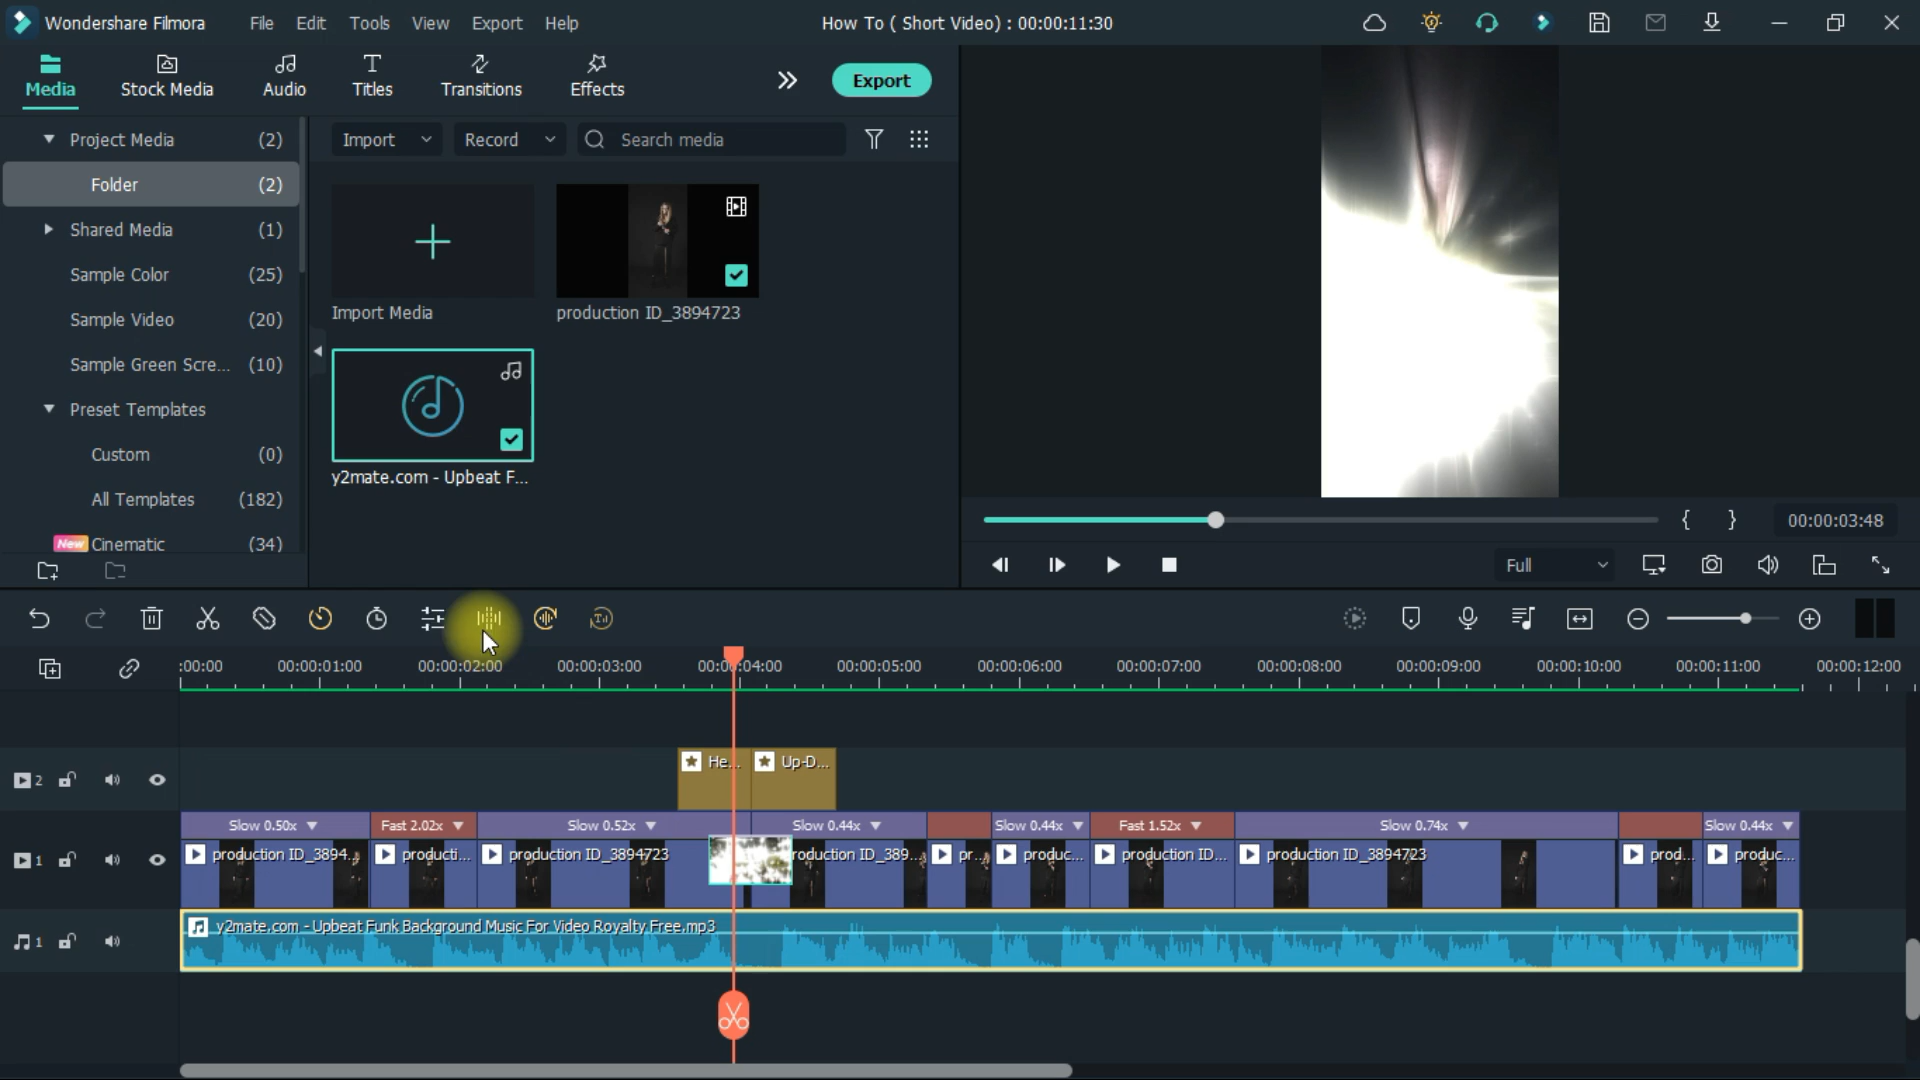 Wondershare Filmora File Edit Tools View Export Help How To ( Short Video) : 00:00:11:30
Media Stock Media Audio Titles Transitions Effects Export
Project Media (2)
Folder (2)
Shared Media (1)
Sample Color (25)
Sample Video (20)
Sample Green Scre... (10)
Preset Templates
Custom (0)
All Templates (182)
New Cinematic (34)
Import Record Search media
Import Media
production ID_3894723
y2mate.com - Upbeat F...
00:00:03:48
Full
:00:00 00:00:01:00 00:00:02:00 00:00:03:00 00:00:04:00 00:00:05:00 00:00:06:00 00:00:07:00 00:00:08:00 00:00:09:00 00:00:10:00 00:00:11:00 00:00:12:00
2 He... Up-D...
Slow 0.50x Fast 2.02x Slow 0.52x Slow 0.44x Slow 0.44x Fast 1.52x Slow 0.74x Slow 0.44x
1 production ID_3894... producti... production ID_3894723 roduction ID_389... pr... produc... production ID... production ID_3894723 prod... produc...
1 y2mate.com - Upbeat Funk Background Music For Video Royalty Free.mp3